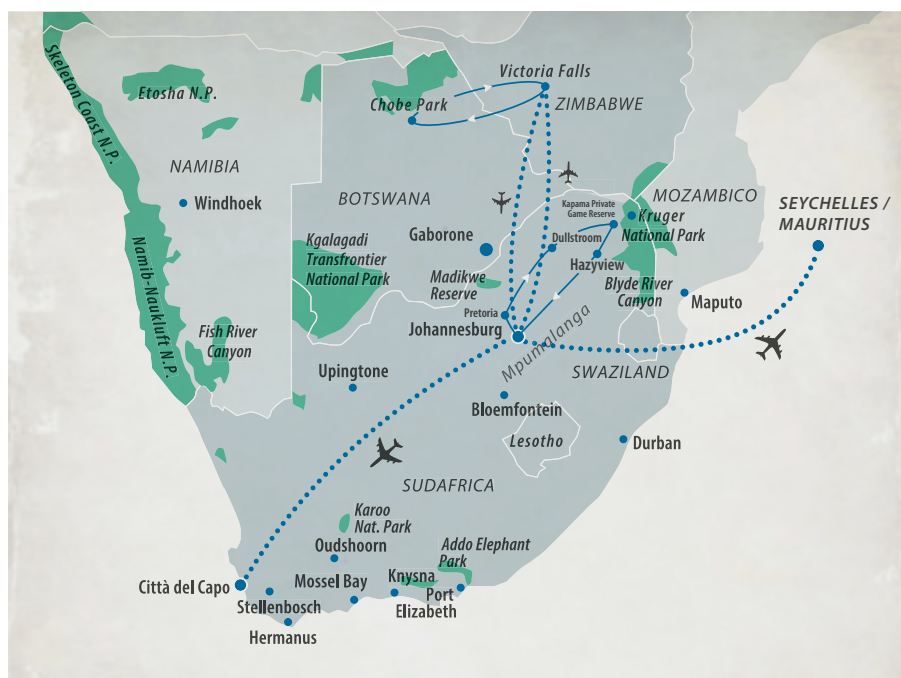 Skeleton Coast N.P.
Etosha N.P.
Victoria Falls
Chobe Park
ZIMBABWE
NAMIBIA
BOTSWANA
MOZAMBICO
SEYCHELLES /
MAURITIUS
Windhoek
Kapama Private
Game Reserve
Kruger
National Park
Gaborone
Dullstroom
Kgalagadi
Transfrontier
National Park
Hazyview
Madikwe
Reserve
Blyde River
Canyon
Namib-Naukluft N.P.
Maputo
Pretoria
Johannesburg
Mpumalanga
Fish River
Canyon
SWAZILAND
Upingtone
Bloemfontein
Lesotho
Durban
SUDAFRICA
Karoo
Nat. Park
Oudshoorn
Addo Elephant
Park
Città del Capo
Mossel Bay
Knysna
Stellenbosch
Port
Elizabeth
Hermanus